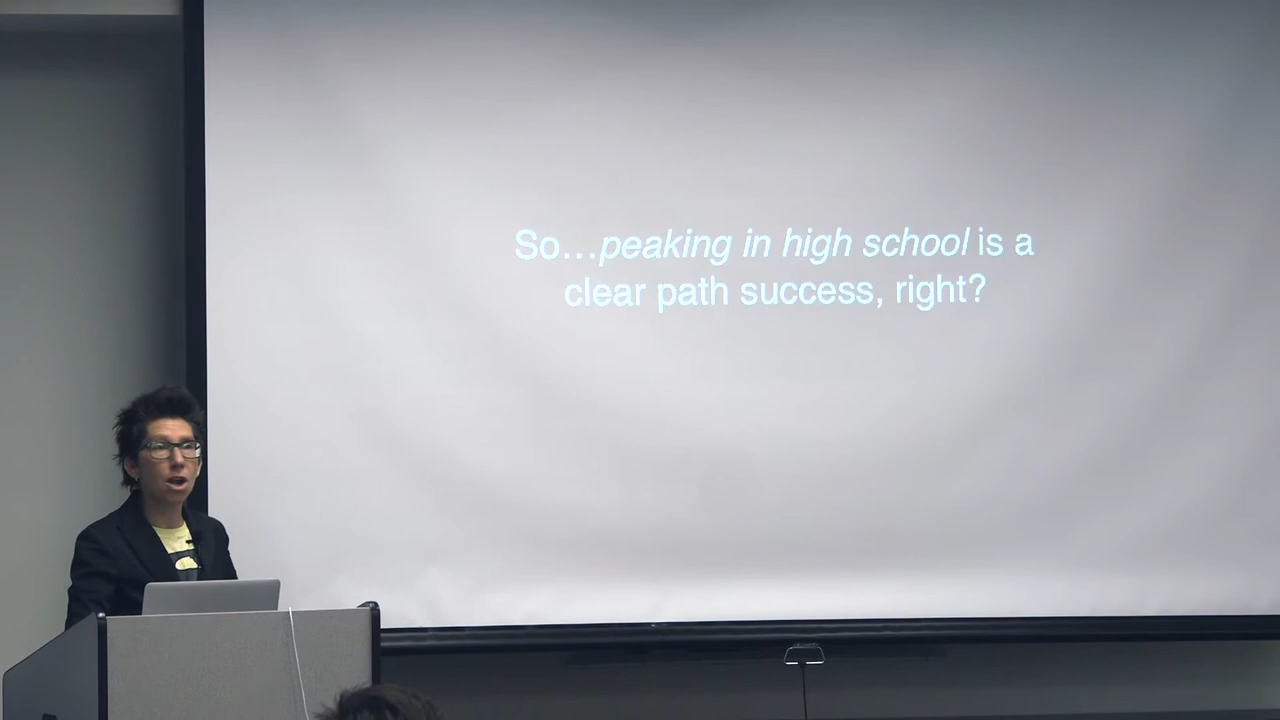 So…peaking in high school is a
clear path success, right?